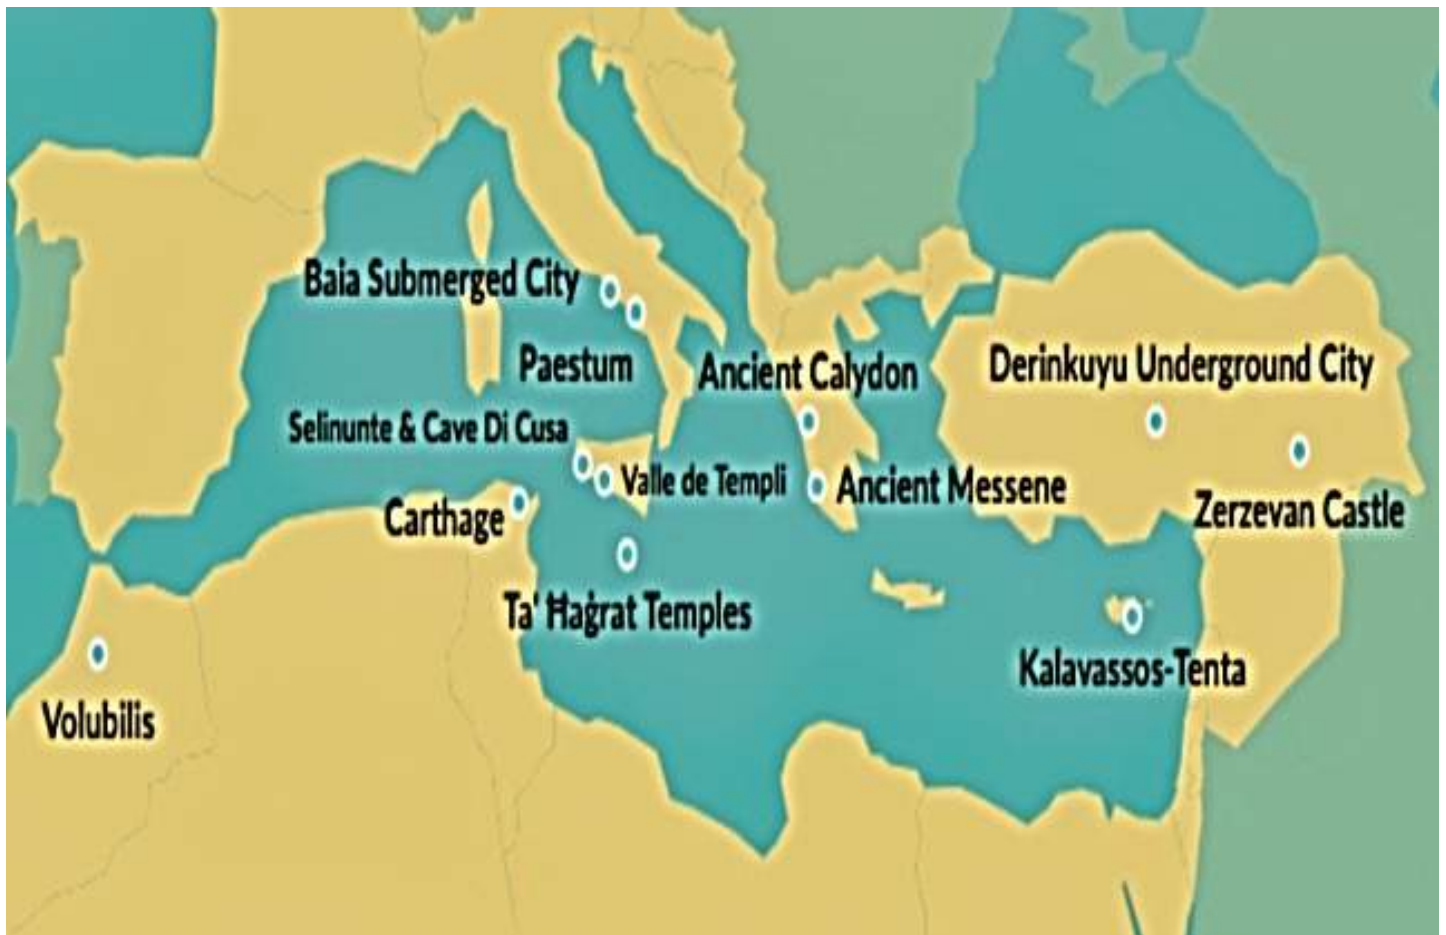 Baia Submerged City
Paestum
Ancient Calydon
Derinkuyu Underground City
Selinunte & Cave Di Cusa
Valle de Templi
Ancient Messene
Carthage
Zerzevan Castle
Ta' Ħaġrat Temples
Kalavassos-Tenta
Volubilis